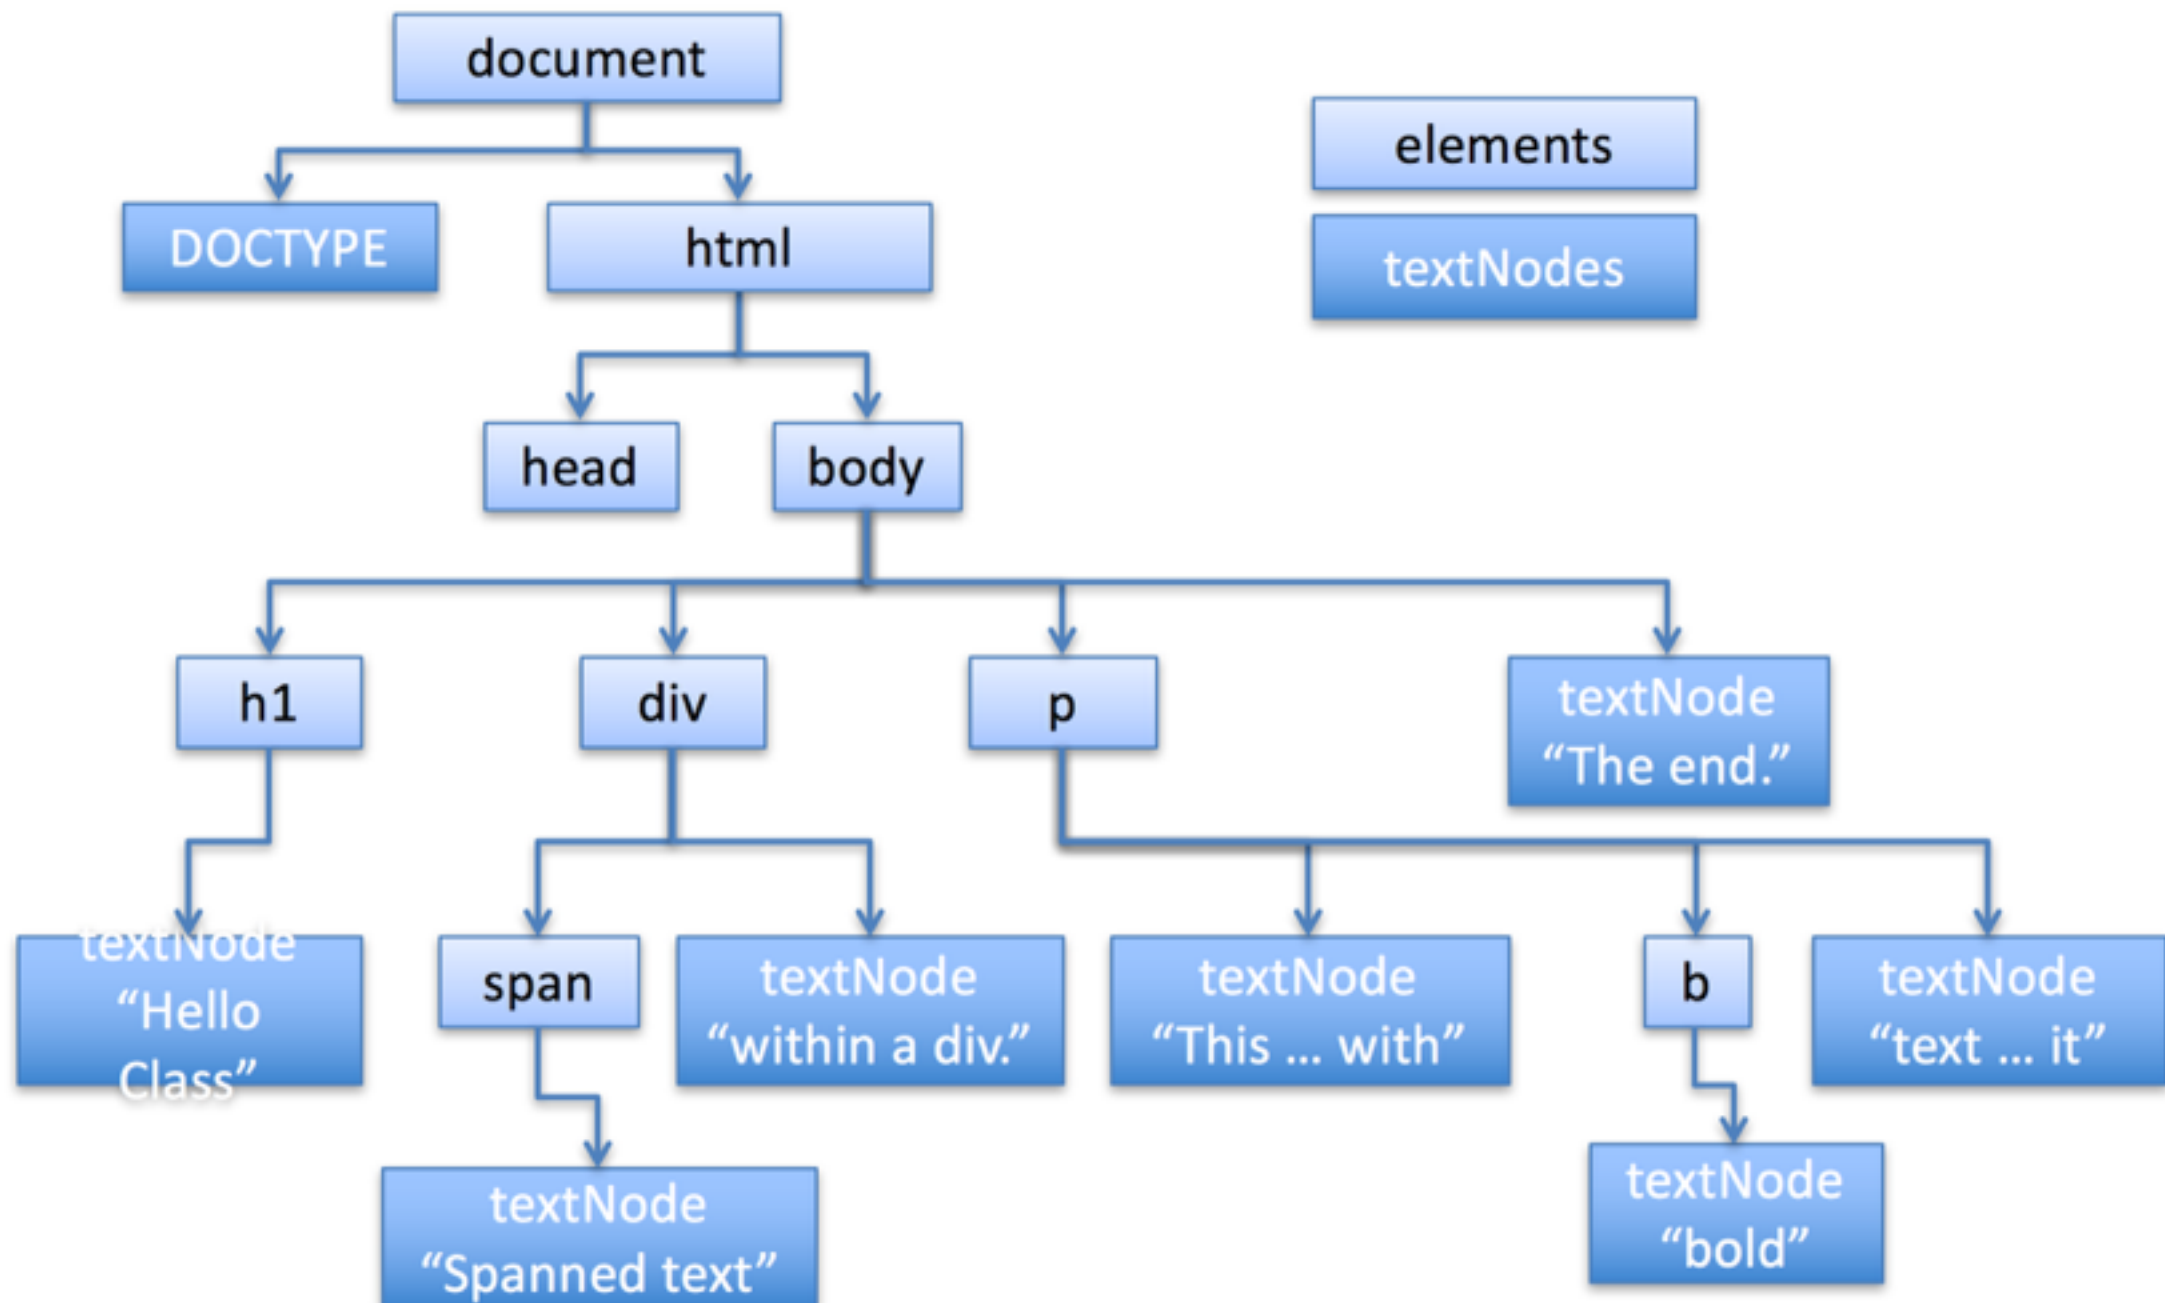 document
elements
DOCTYPE
html
textNodes
head
body
h1
div
p
textNode
“The end.”
textNode
“Hello
Class”
span
textNode
“within a div.”
textNode
“This ... with”
b
textNode
“text ... it”
textNode
“Spanned text”
textNode
“bold”